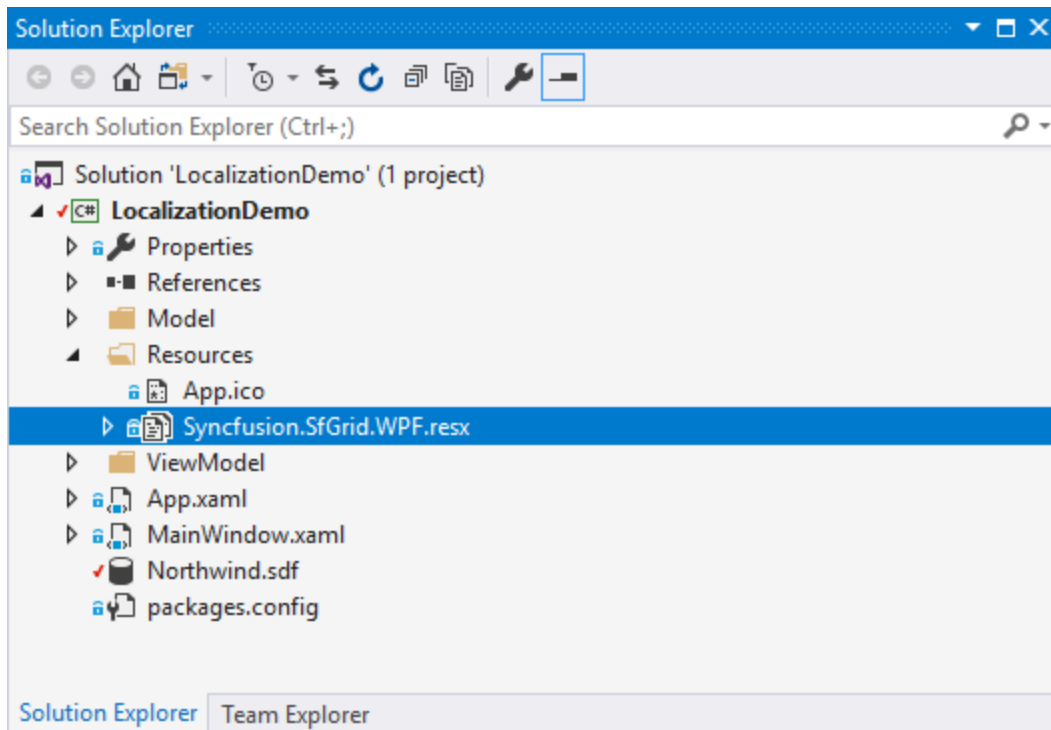 Solution Explorer
Search Solution Explorer (Ctrl+;)
Solution 'LocalizationDemo' (1 project)
C# LocalizationDemo
Properties
References
Model
Resources
App.ico
Syncfusion.SfGrid.WPF.resx
ViewModel
App.xaml
MainWindow.xaml
Northwind.sdf
packages.config
Solution Explorer Team Explorer